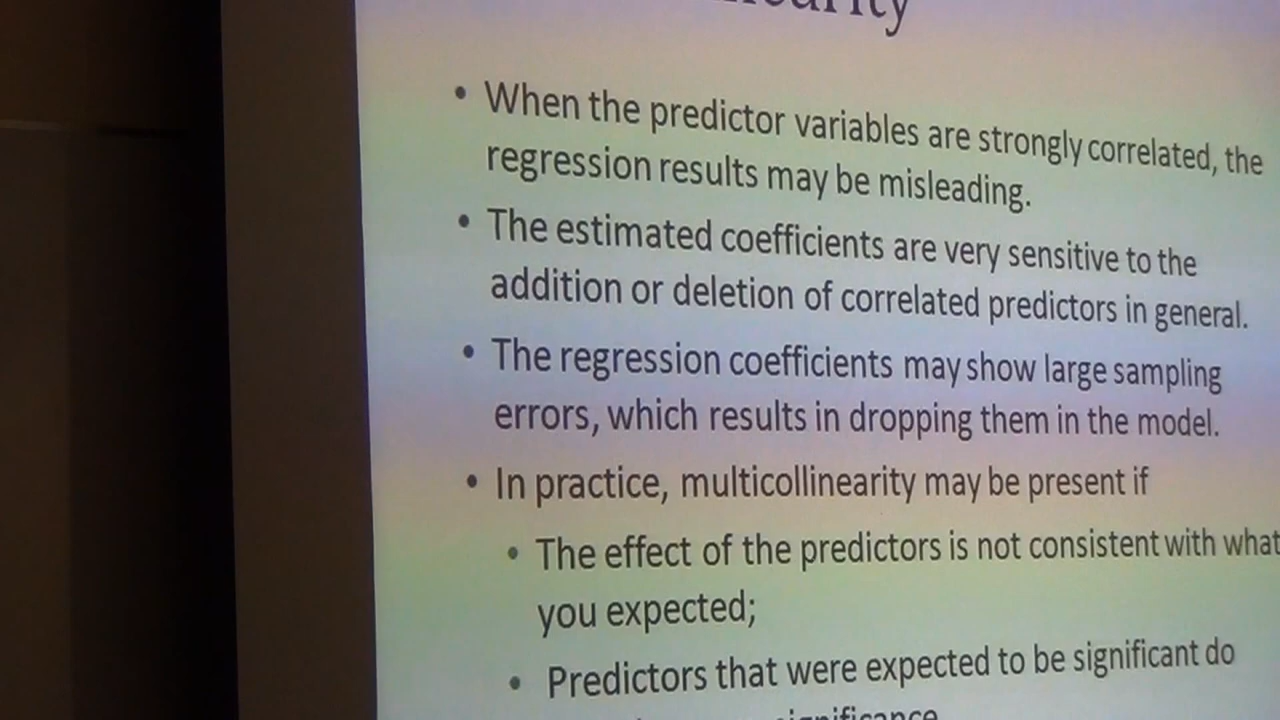 • When the predictor variables are strongly correlated, the
regression results may be misleading.
• The estimated coefficients are very sensitive to the
addition or deletion of correlated predictors in general.
• The regression coefficients may show large sampling
errors, which results in dropping them in the model.
• In practice, multicollinearity may be present if
• The effect of the predictors is not consistent with what
you expected;
• Predictors that were expected to be significant do
significance